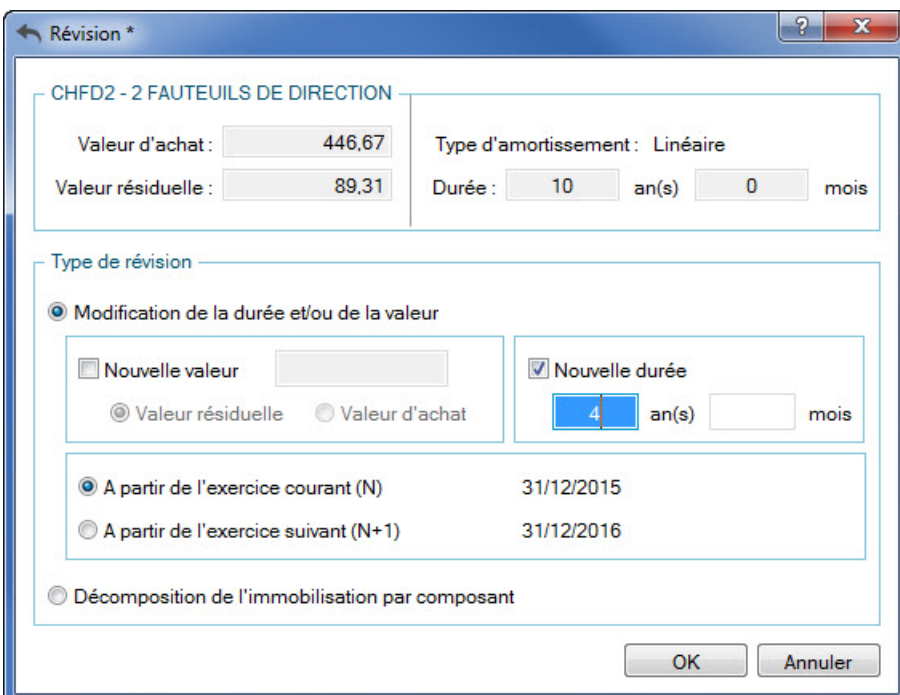 Révision *
?
CHFD2 - 2 FAUTEUILS DE DIRECTION
Valeur d'achat : 446,67
Type d'amortissement : Linéaire
Valeur résiduelle : 89,31
Durée : 10 an(s) 0 mois
Type de révision
Modification de la durée et/ou de la valeur
Nouvelle valeur
Nouvelle durée
Valeur résiduelle Valeur d'achat
4 an(s) mois
A partir de l'exercice courant (N) 31/12/2015
A partir de l'exercice suivant (N+1) 31/12/2016
Décomposition de l'immobilisation par composant
OK Annuler